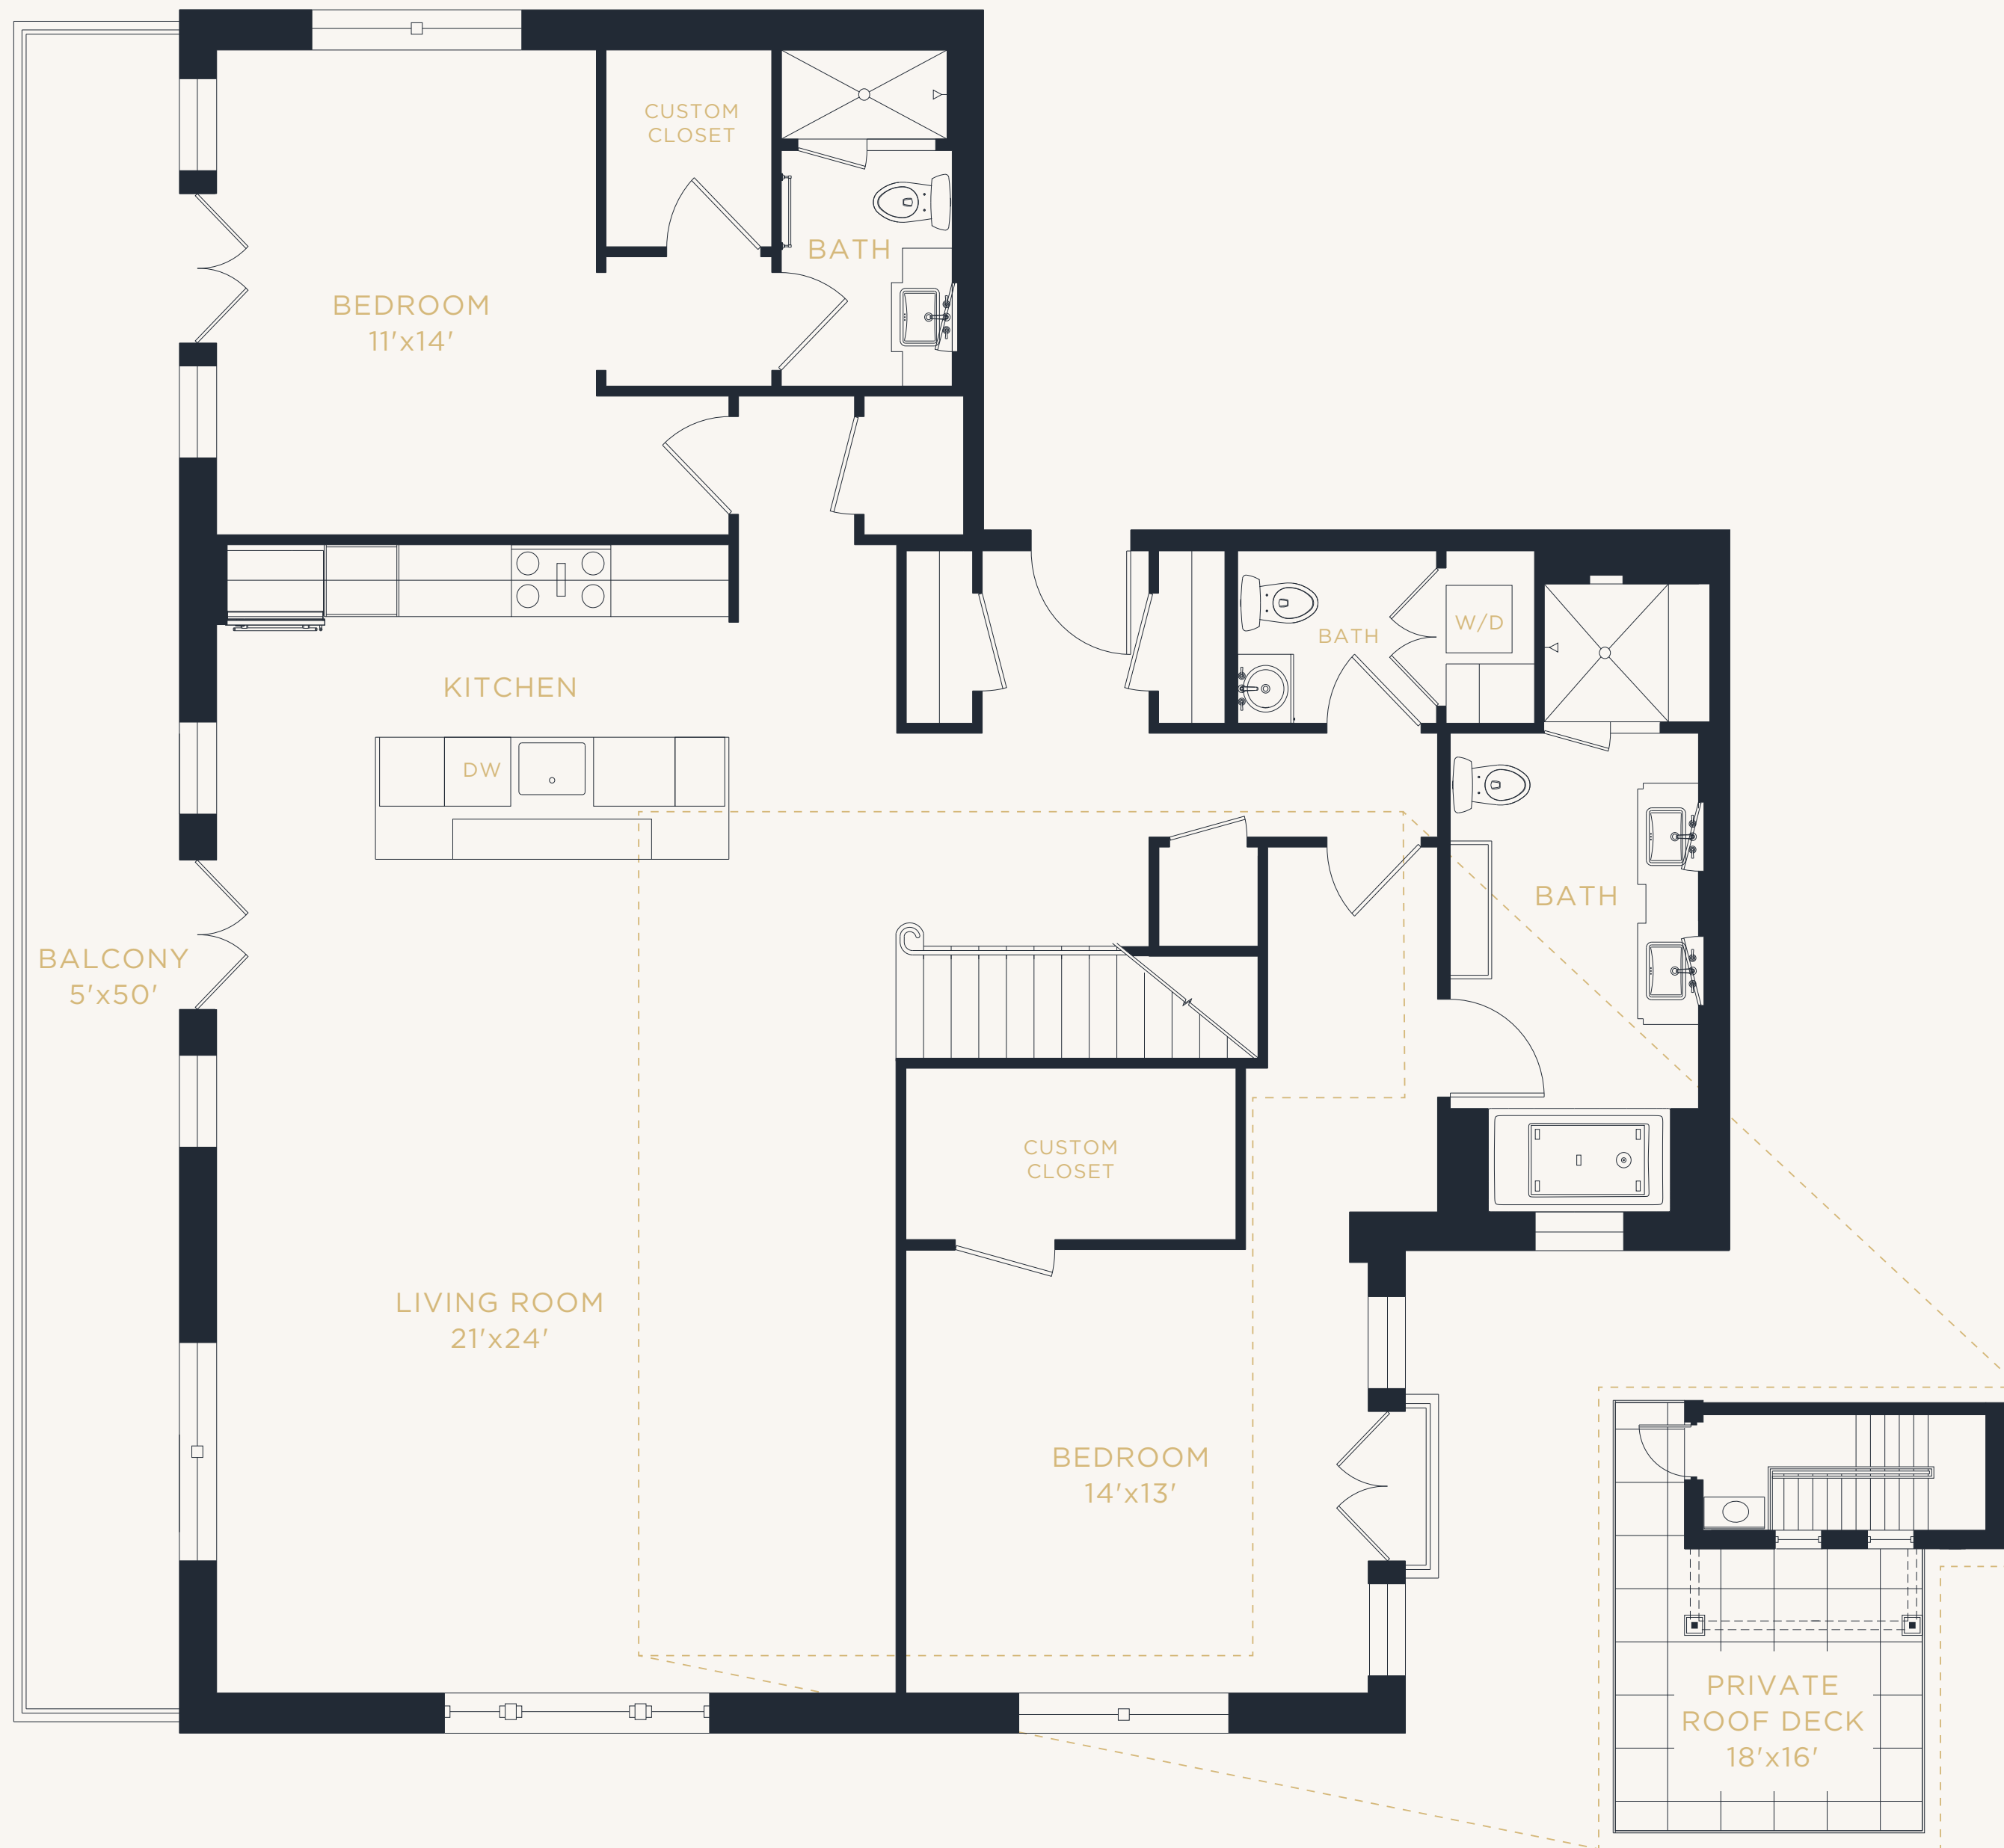 CUSTOM
CLOSET
BATH
BEDROOM
11'x14'
W/D
BATH
KITCHEN
DW
BATH
BALCONY
5'x50'
CUSTOM
CLOSET
LIVING ROOM
21'x24'
BEDROOM
14'x13'
PRIVATE
ROOF DECK
18'x16'